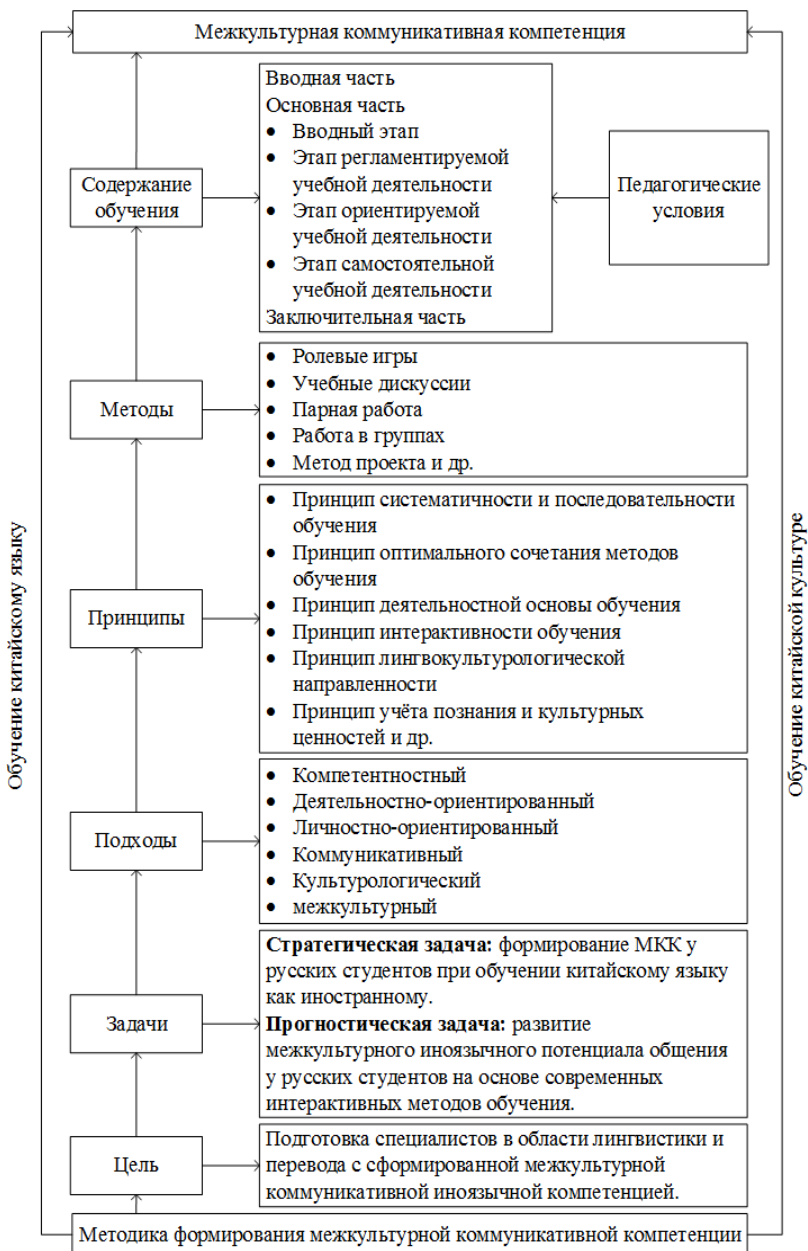 Межкультурная коммуникативная компетенция
Вводная часть
Основная часть
• Вводный этап
• Этап регламентируемой
учебной деятельности
• Этап ориентируемой
учебной деятельности
• Этап самостоятельной
учебной деятельности
Заключительная часть
Содержание
обучения
Педагогические
условия
• Ролевые игры
• Учебные дискуссии
• Парная работа
• Работа в группах
• Метод проекта и др.
Методы
• Принцип систематичности и последовательности
обучения
• Принцип оптимального сочетания методов
обучения
• Принцип деятельностной основы обучения
• Принцип интерактивности обучения
• Принцип лингвокультурологической
направленности
• Принцип учёта познания и культурных
ценностей и др.
Принципы
Обучение китайскому языку
Обучение китайской культуре
• Компетентностный
• Деятельностно-ориентированный
• Личностно-ориентированный
• Коммуникативный
• Культурологический
• межкультурный
Подходы
Стратегическая задача: формирование МКК у
русских студентов при обучении китайскому языку
как иностранному.
Прогностическая задача: развитие
межкультурного иноязычного потенциала общения
у русских студентов на основе современных
интерактивных методов обучения.
Задачи
Подготовка специалистов в области лингвистики и
перевода с сформированной межкультурной
коммуникативной иноязычной компетенцией.
Цель
Методика формирования межкультурной коммуникативной компетенции